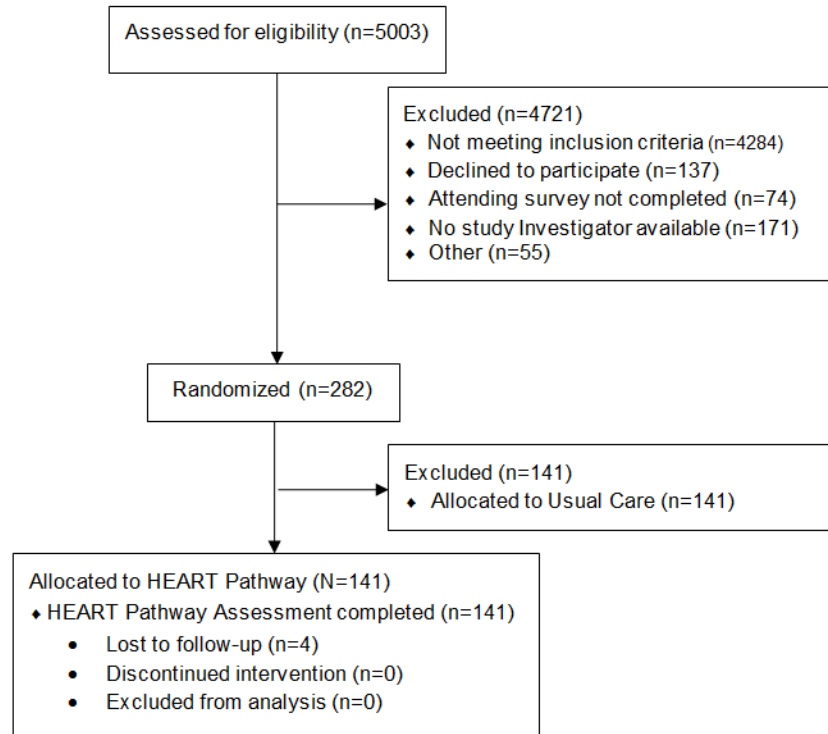 Assessed for eligibility (n=5003)
Excluded (n=4721)
⬥ Not meeting inclusion criteria (n=4284)
⬥ Declined to participate (n=137)
⬥ Attending survey not completed (n=74)
⬥ No study Investigator available (n=171)
⬥ Other (n=55)
Randomized (n=282)
Excluded (n=141)
⬥ Allocated to Usual Care (n=141)
Allocated to HEART Pathway (N=141)
⬥ HEART Pathway Assessment completed (n=141)
• Lost to follow-up (n=4)
• Discontinued intervention (n=0)
• Excluded from analysis (n=0)